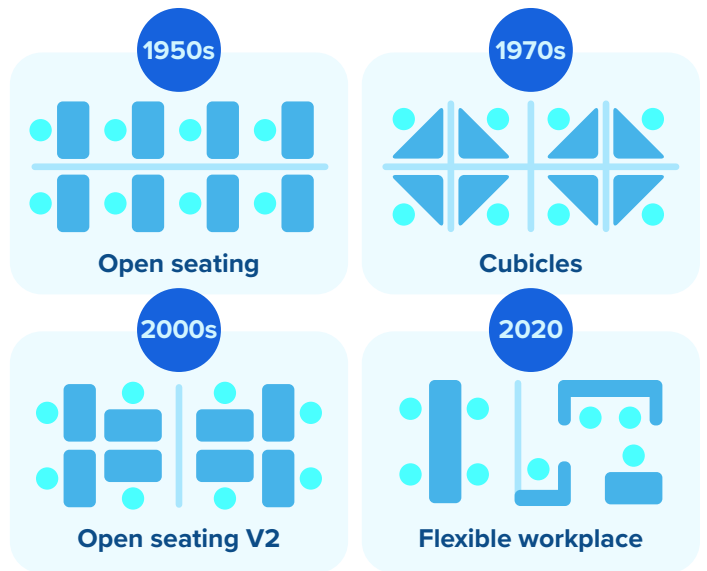 1950s
Open seating
1970s
Cubicles
2000s
Open seating V2
2020
Flexible workplace